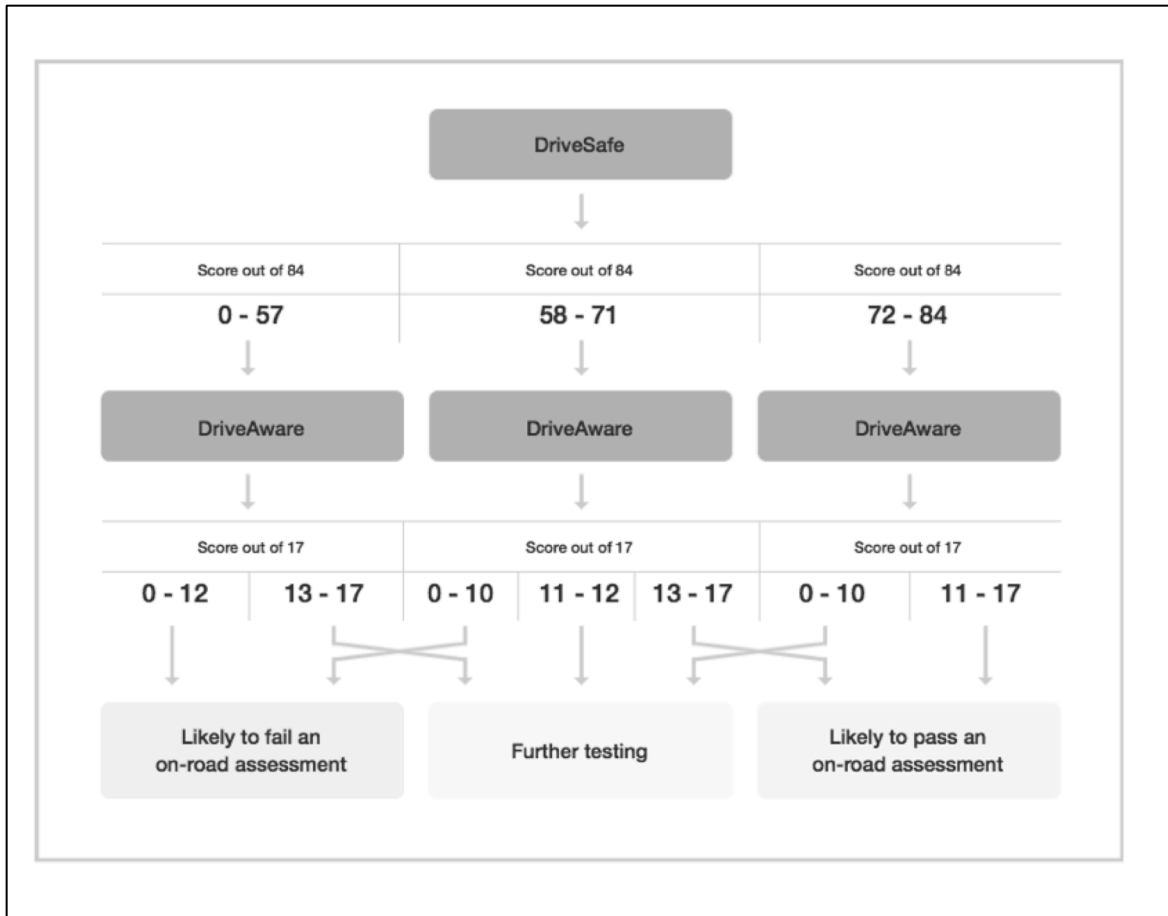 DriveSafe
Score out of 84 Score out of 84 Score out of 84
0 - 57 58 - 71 72 - 84
DriveAware DriveAware DriveAware
Score out of 17 Score out of 17 Score out of 17
0 - 12 13 - 17 0 - 10 11 - 12 13 - 17 0 - 10 11 - 17
Likely to fail an
on-road assessment
Further testing
Likely to pass an
on-road assessment